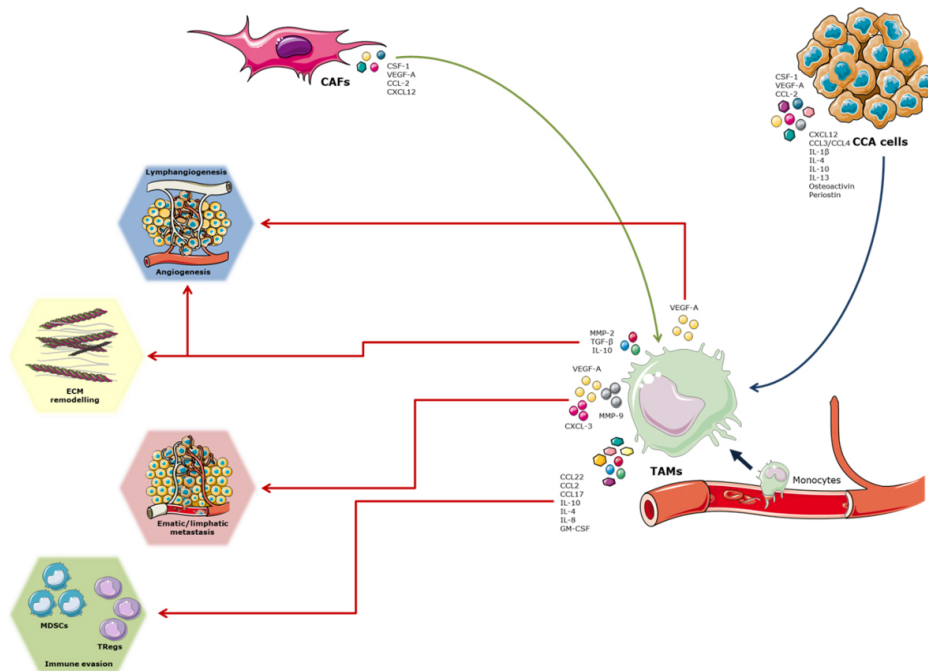 CAFs
CSF-1
VEGF-A
CCL-2
CXCL12
CSF-1
VEGF-A
CCL-2
CCA cells
CXCL12
CCL3/CCL4
IL-1β
IL-4
IL-10
IL-13
Osteoactivin
Periostin
Lymphangiogenesis
Angiogenesis
VEGF-A
MMP-2
TGF-β
IL-10
ECM
remodelling
VEGF-A
MMP-9
CXCL-3
TAMs
Monocytes
Ematic/limphatic
metastasis
CCL22
CCL2
CCL17
IL-10
IL-4
IL-8
GM-CSF
MDSCs
TRegs
Immune evasion